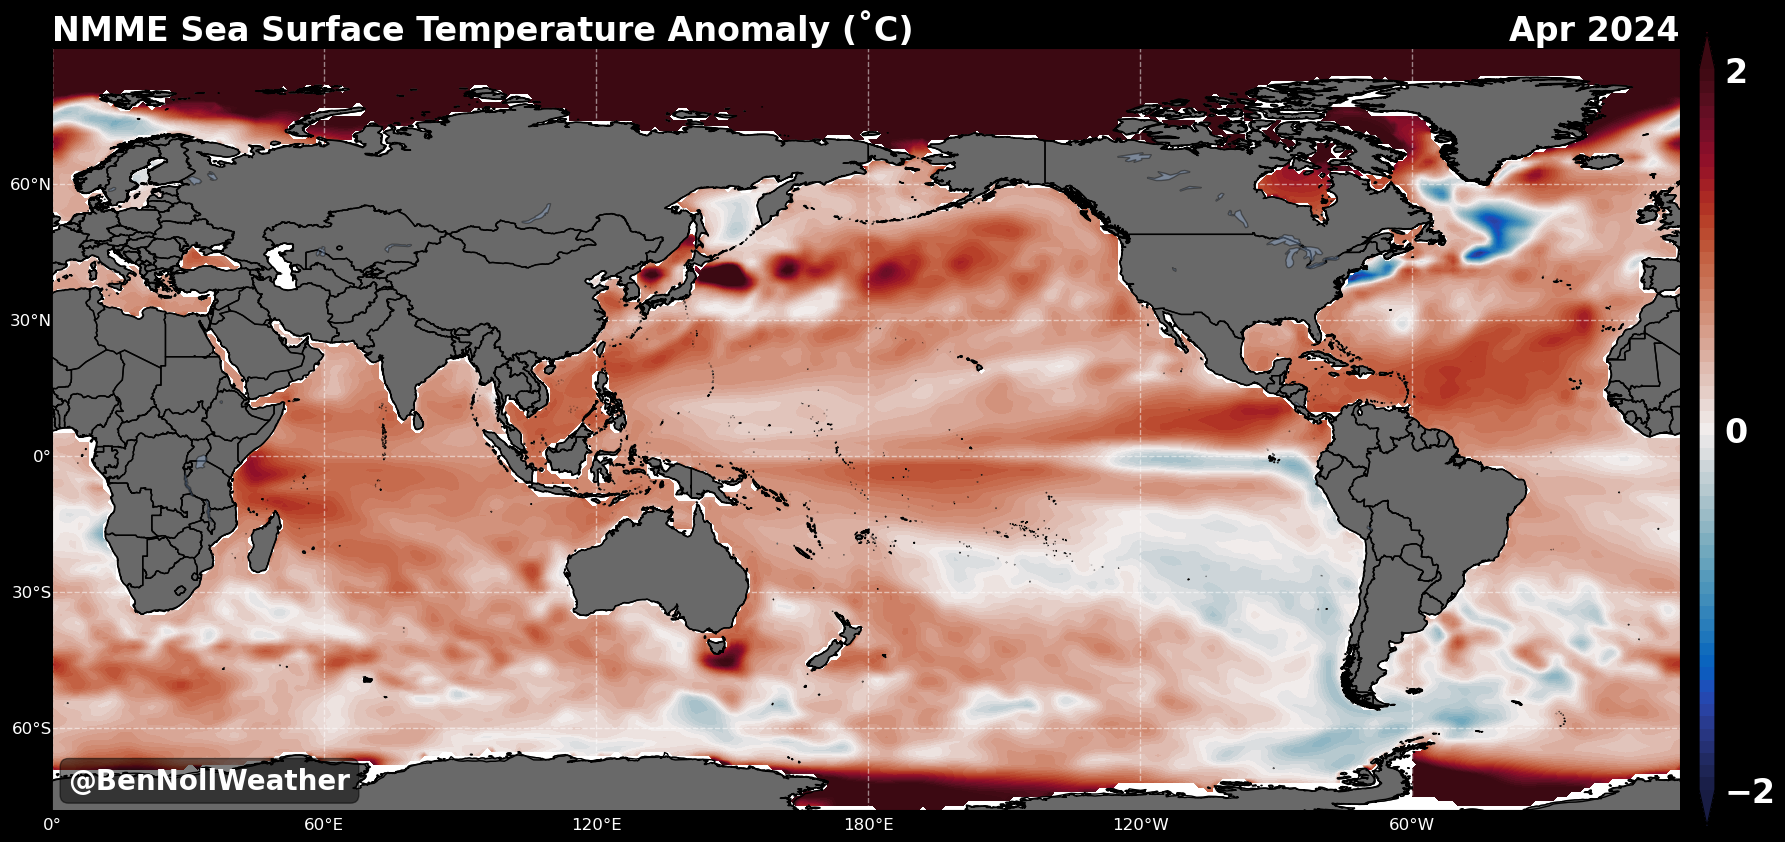 NMME Sea Surface Temperature Anomaly (˚C)
Apr 2024
2
60°N
30°N
0
0°
30°S
60°S
@BenNollWeather
−2
0°
60°E
120°E
180°E
120°W
60°W